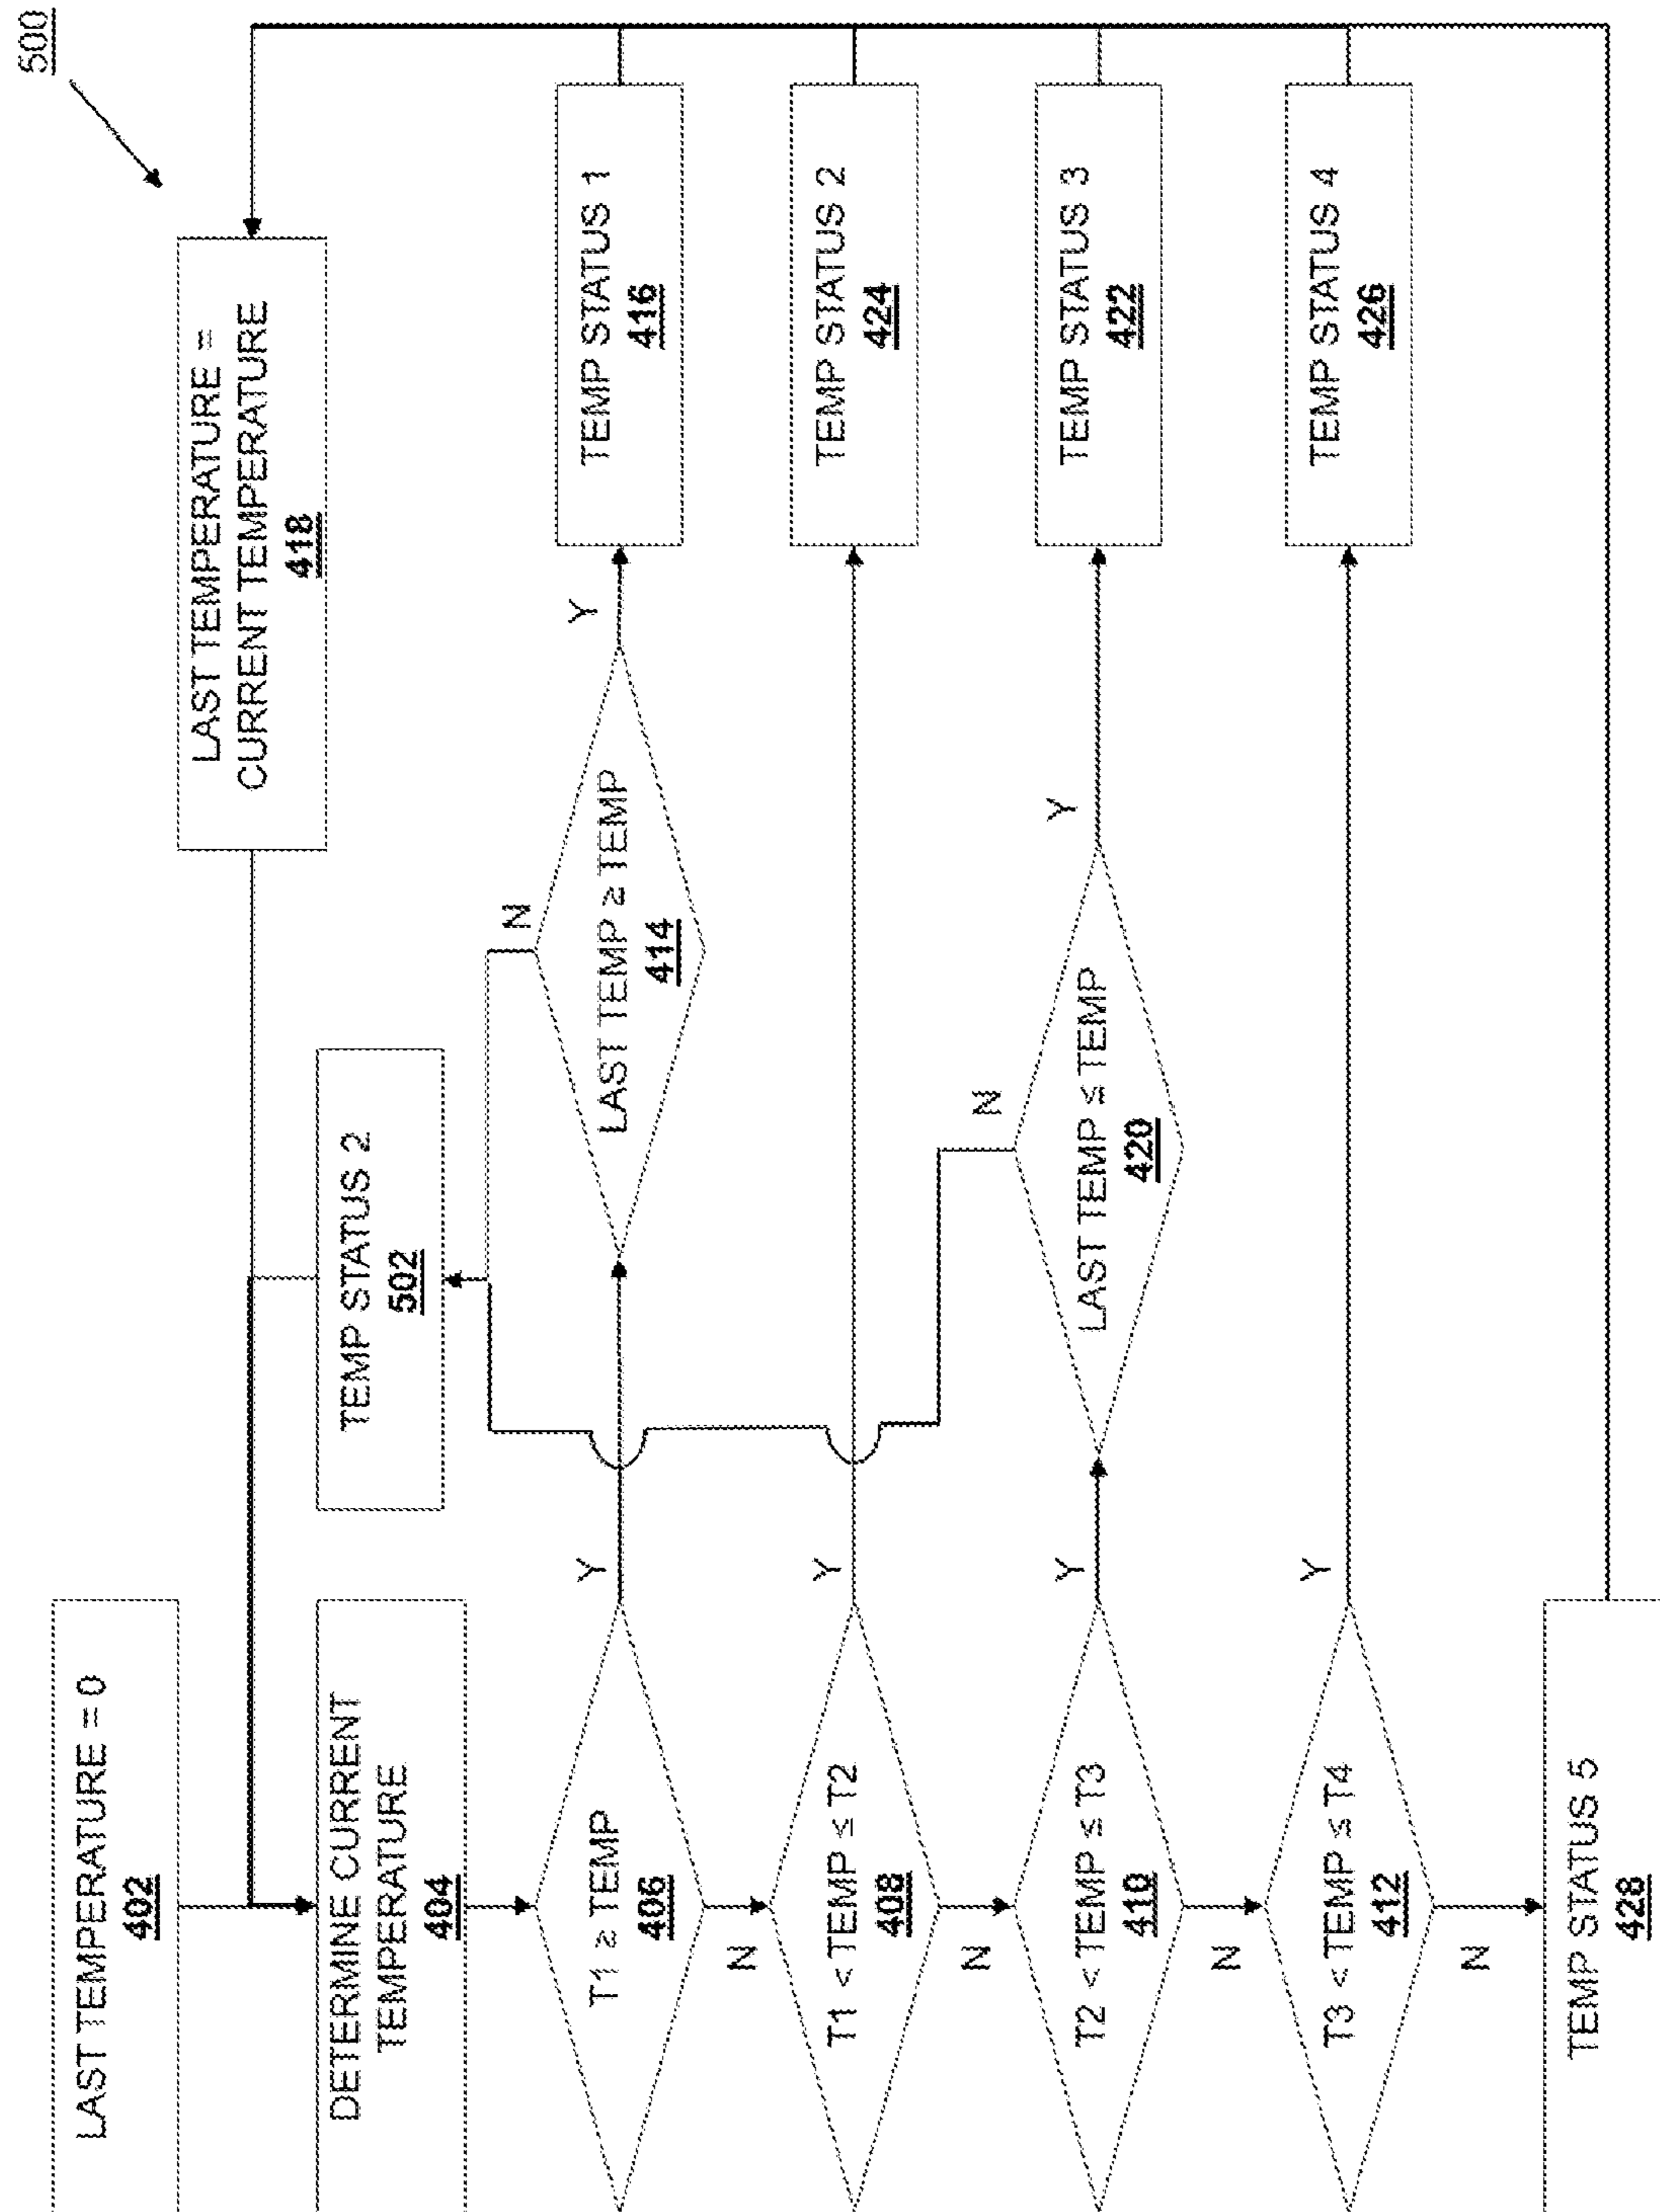 500
LAST TEMPERATURE = 0
402
LAST TEMPERATURE =
CURRENT TEMPERATURE
418
DETERMINE CURRENT
TEMPERATURE
404
TEMP STATUS 2
502
T1 ≥ TEMP
406
Y
N
LAST TEMP ≥ TEMP
414
N
Y
TEMP STATUS 1
416
T1 < TEMP ≤ T2
408
Y
N
TEMP STATUS 2
424
T2 < TEMP ≤ T3
410
Y
N
LAST TEMP ≤ TEMP
420
N
Y
TEMP STATUS 3
422
T3 < TEMP ≤ T4
412
Y
N
TEMP STATUS 4
426
TEMP STATUS 5
428